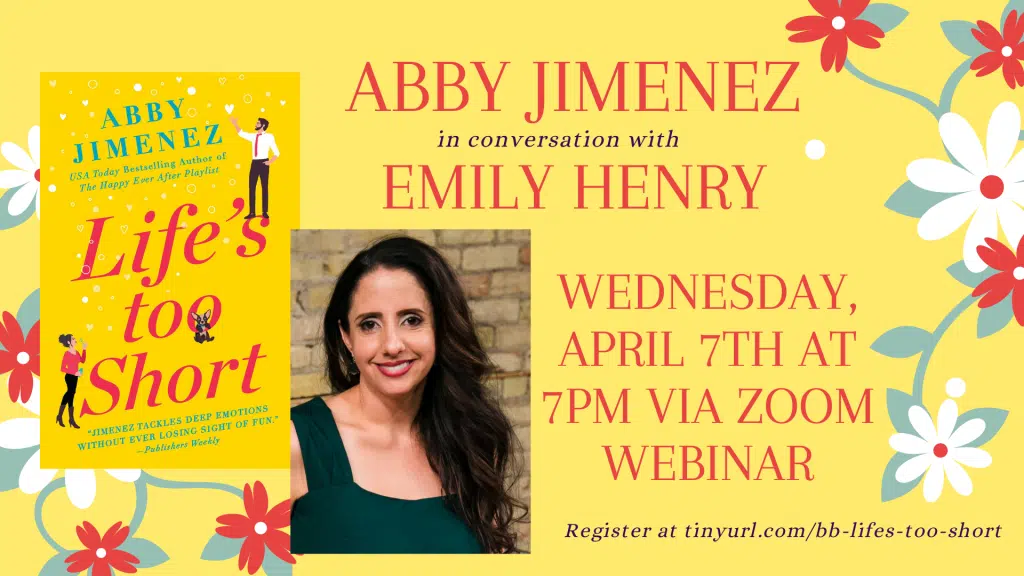 ABBY
JIMENEZ
USA Today Bestselling Author of
The Happy Ever After Playlist
Life's
too
Short
"JIMENEZ TACKLES DEEP EMOTIONS
WITHOUT EVER LOSING SIGHT OF FUN."
—Publishers Weekly
ABBY JIMENEZ
in conversation with
EMILY HENRY
WEDNESDAY,
APRIL 7TH AT
7PM VIA ZOOM
WEBINAR
Register at tinyurl.com/bb-lifes-too-short